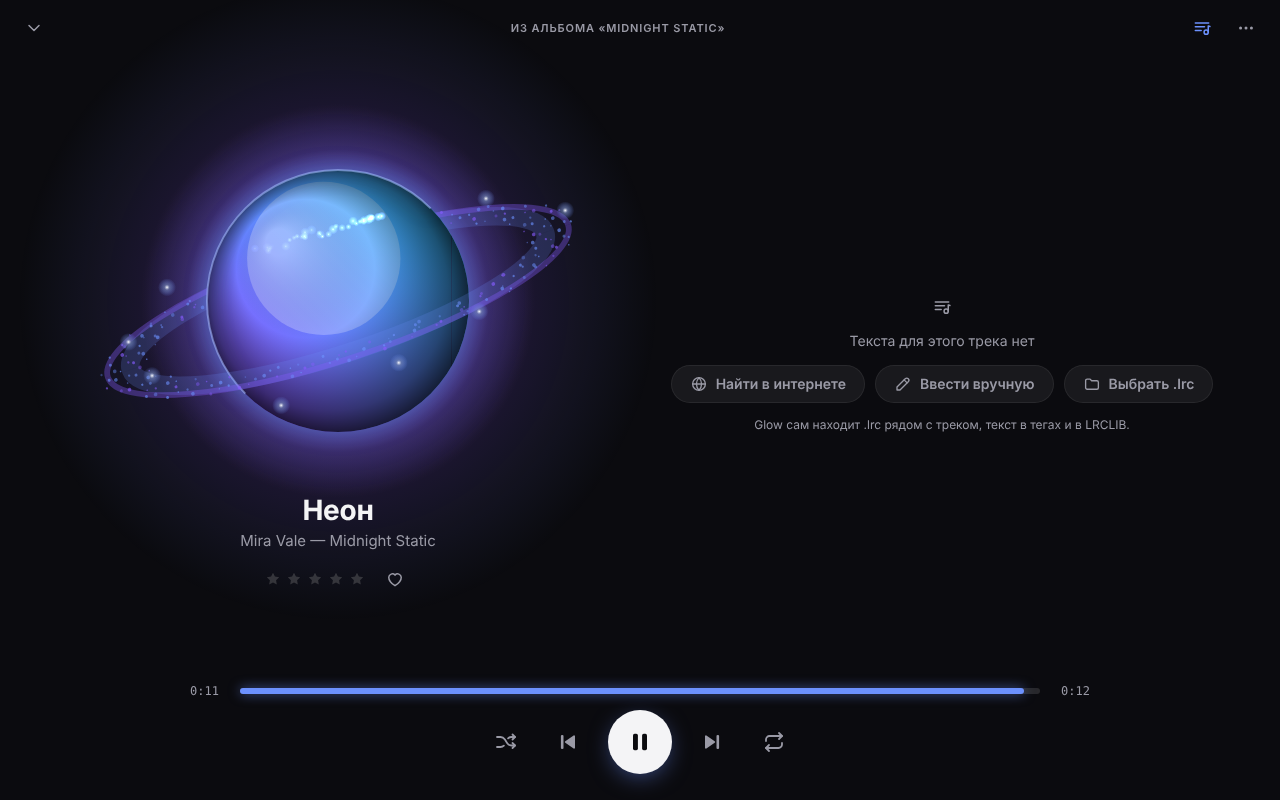 ИЗ АЛЬБОМА «MIDNIGHT STATIC»
Текста для этого трека нет
Найти в интернете
Ввести вручную
Выбрать .lrc
Glow сам находит .lrc рядом с треком, текст в тегах и в LRCLIB.
Неон
Mira Vale — Midnight Static
0:11
0:12